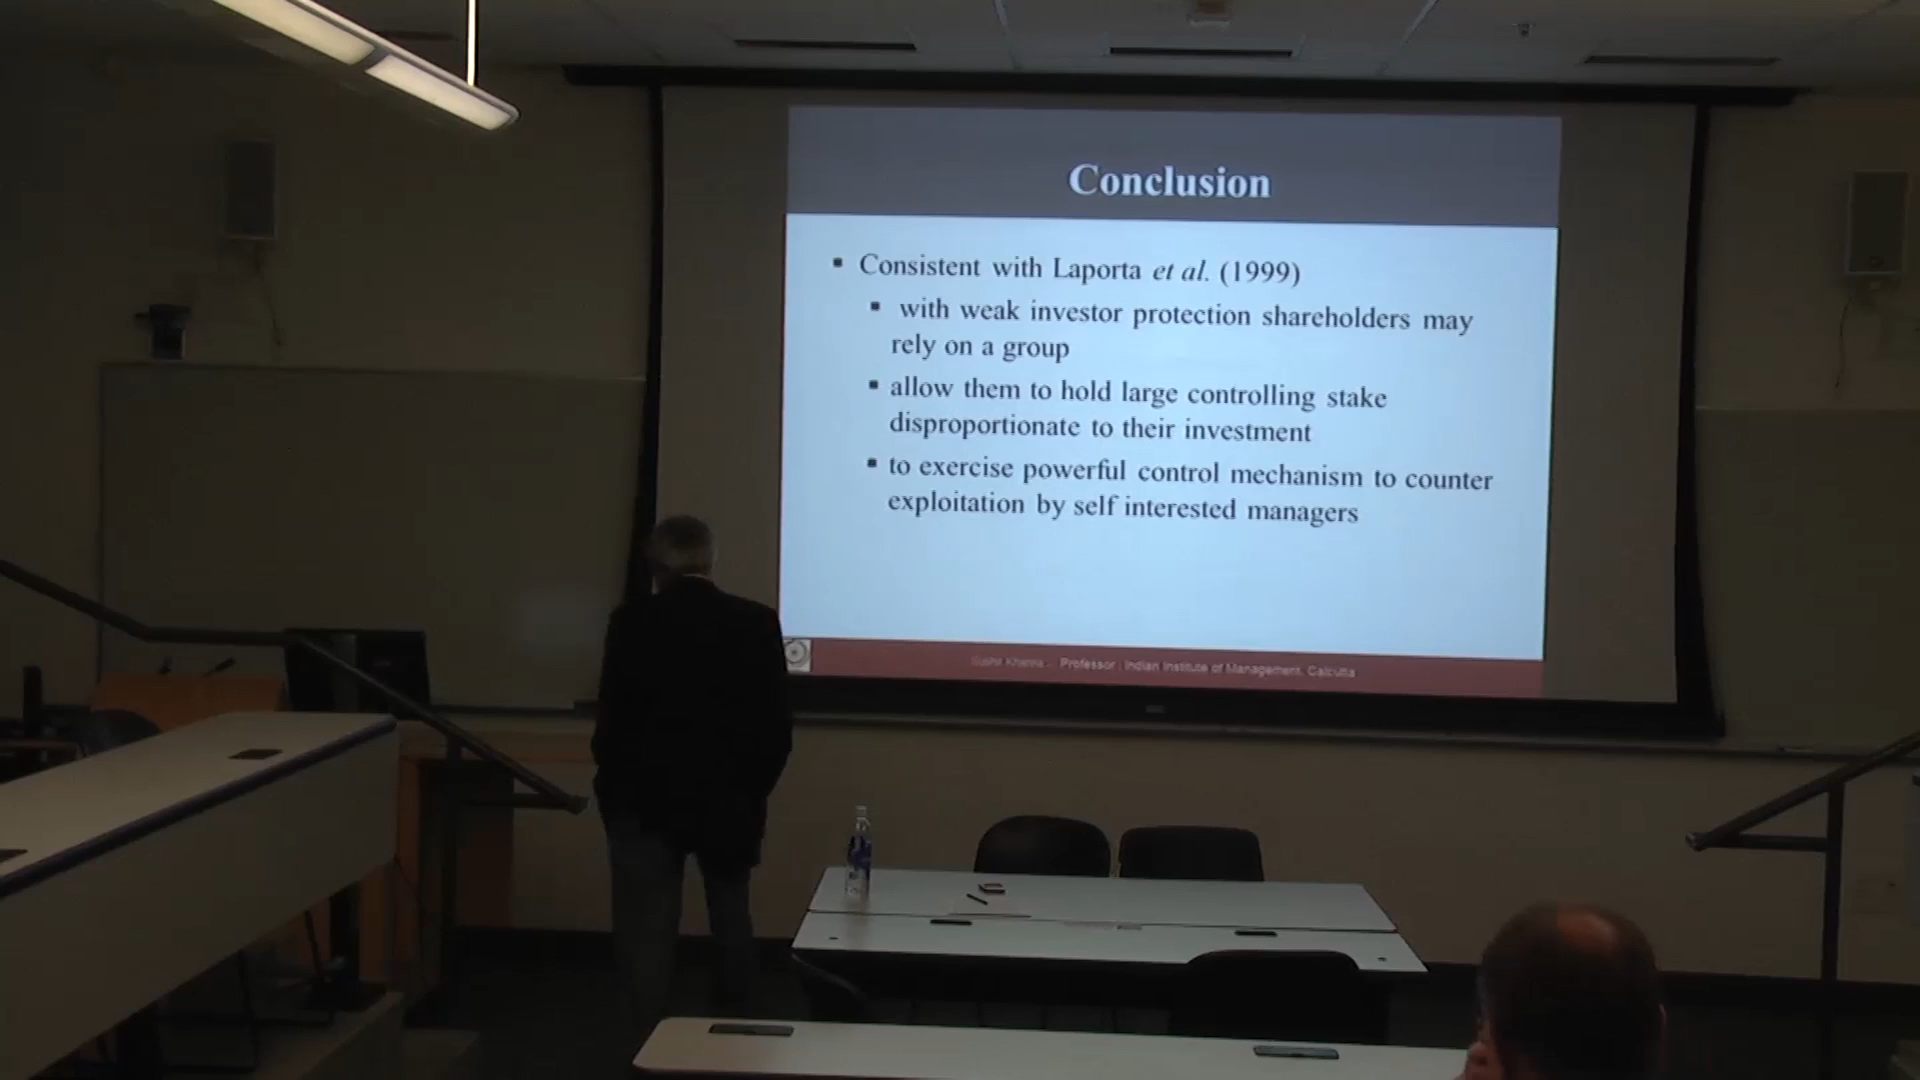 Conclusion
▪ Consistent with Laporta et al. (1999)
▪ with weak investor protection shareholders may
rely on a group
▪ allow them to hold large controlling stake
disproportionate to their investment
▪ to exercise powerful control mechanism to counter
exploitation by self interested managers
Sushil Khanna - Professor : Indian Institute of Management, Calcutta